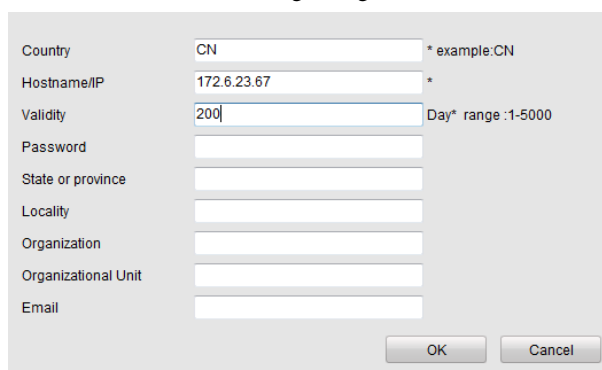 Country CN * example:CN
Hostname/IP 172.6.23.67 *
Validity 200 Day* range :1-5000
Password
State or province
Locality
Organization
Organizational Unit
Email
OK Cancel